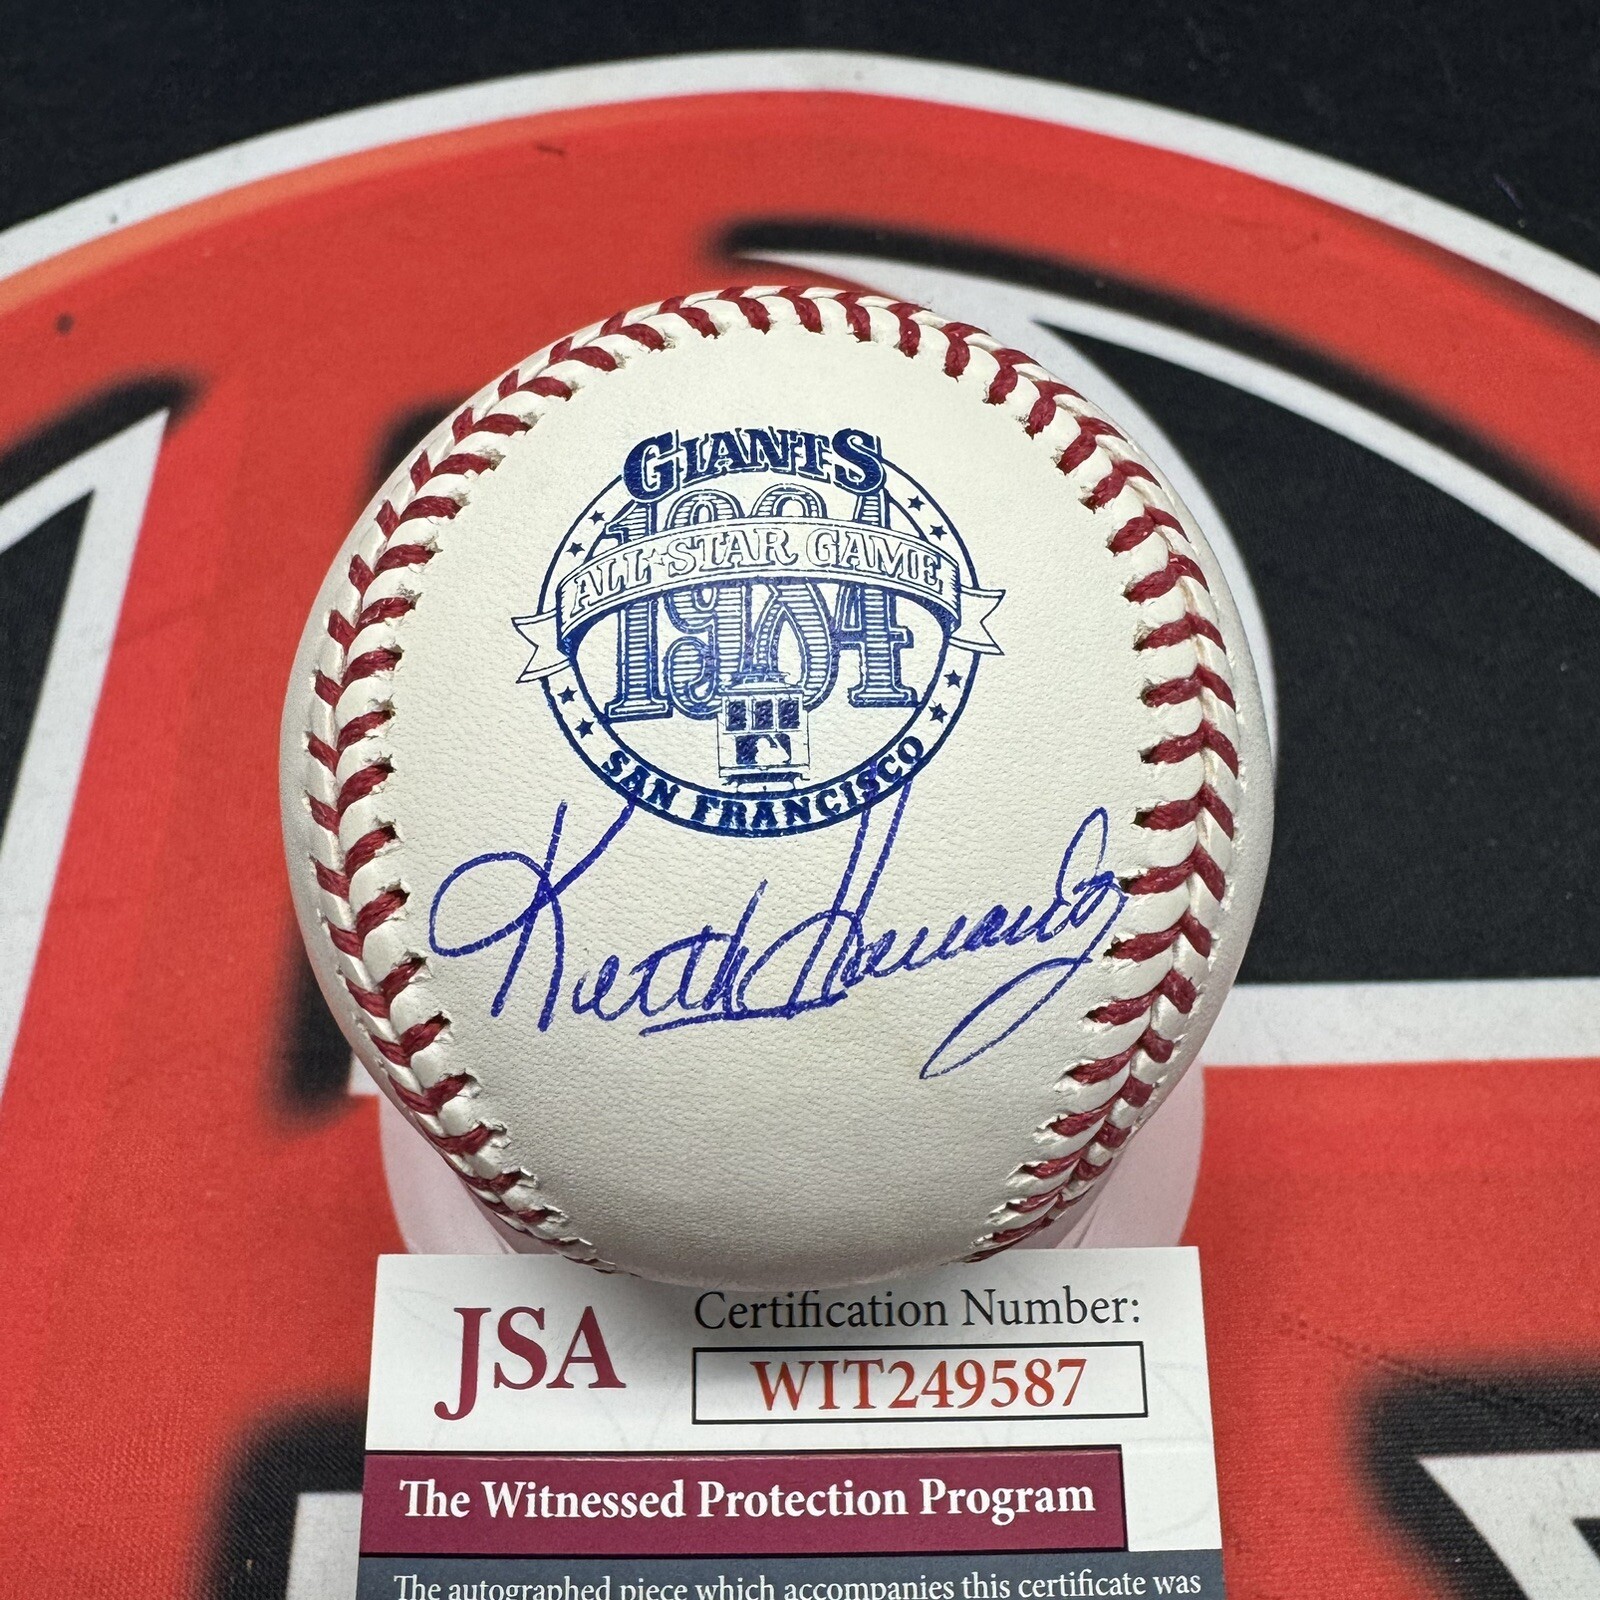 GIANTS
1984
ALL★STAR GAME
1984
SAN FRANCISCO
Keith Hernandez
JSA
Certification Number:
WIT249587
The Witnessed Protection Program
The autographed piece which accompanies this certificate was